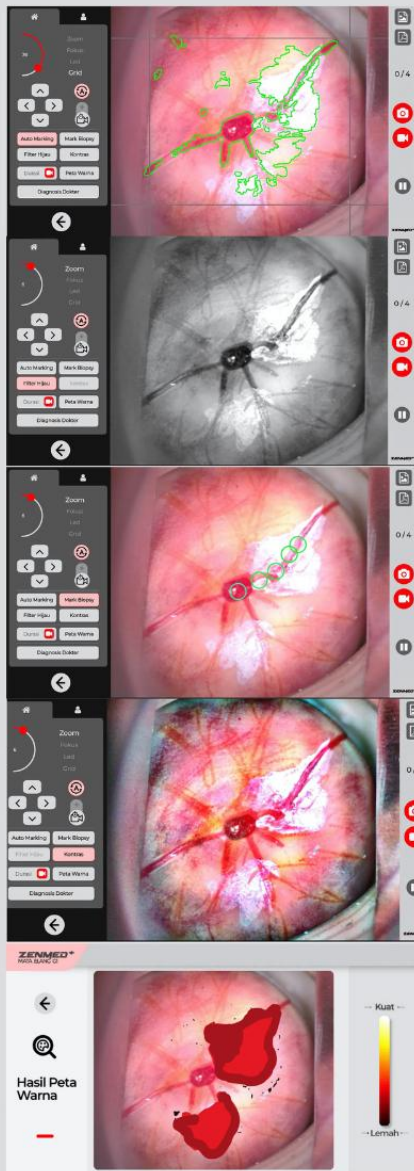 Zoom
Fokus
Led
Grid
0/4
Auto Marking
Mark Biopsy
Filter Hijau
Kontras
Durasi
Peta Warna
Diagnosis Dokter
Zoom
Fokus
Led
Grid
0/4
Auto Marking
Mark Biopsy
Filter Hijau
Kontras
Durasi
Peta Warna
Diagnosis Dokter
Zoom
Fokus
Led
Grid
0/4
Auto Marking
Mark Biopsy
Filter Hijau
Kontras
Durasi
Peta Warna
Diagnosis Dokter
Zoom
Fokus
Led
Grid
0/
Auto Marking
Mark Biopsy
Filter Hijau
Kontras
Durasi
Peta Warna
Diagnosis Dokter
ZENMED+
Hasil Peta
Warna
Kuat
Lemah